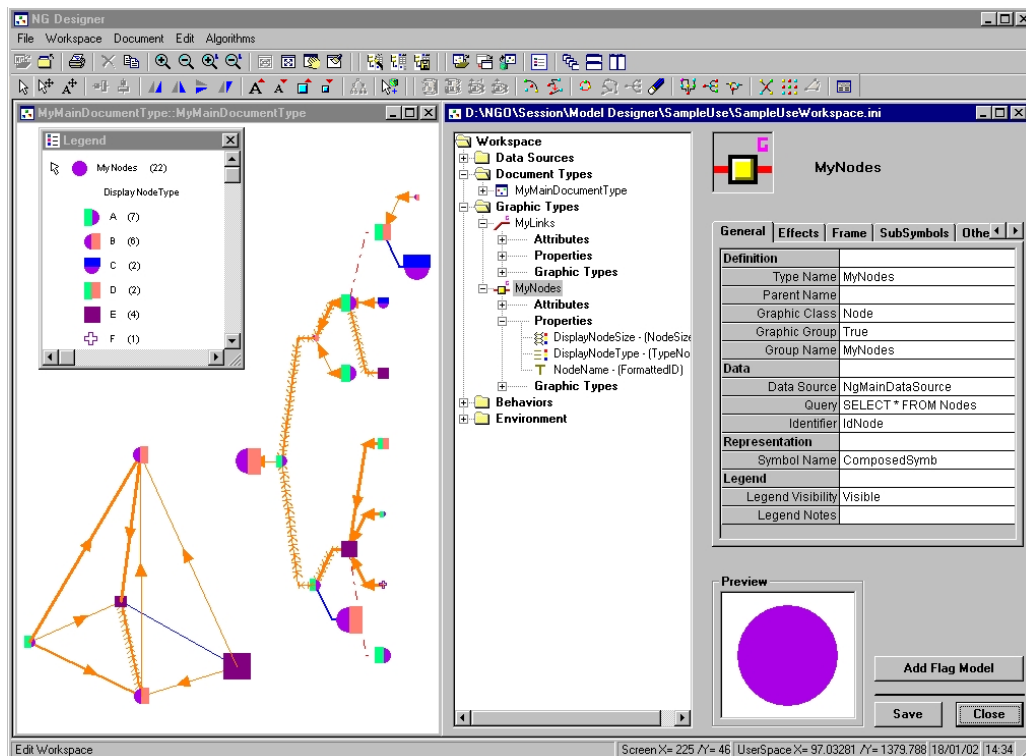 NG Designer
File Workspace Document Edit Algorithms
MyMainDocumentType::MyMainDocumentType
Legend
MyNodes (22)
DisplayNodeType
A (7)
B (6)
C (2)
D (2)
E (4)
F (1)
D:\NGO\Session\Model Designer\SampleUse\SampleUseWorkspace.ini
Workspace
Data Sources
Document Types
MyMainDocumentType
Graphic Types
MyLinks
Attributes
Properties
Graphic Types
MyNodes
Attributes
Properties
DisplayNodeSize - (NodeSize
DisplayNodeType - (TypeNo
NodeName - (FormattedID)
Graphic Types
Behaviors
Environment
G
MyNodes
General Effects Frame SubSymbols Othe
Definition
Type Name MyNodes
Parent Name
Graphic Class Node
Graphic Group True
Group Name MyNodes
Data
Data Source NgMainDataSource
Query SELECT * FROM Nodes
Identifier IdNode
Representation
Symbol Name ComposedSymb
Legend
Legend Visibility Visible
Legend Notes
Preview
Add Flag Model
Save Close
Edit Workspace Screen X= 225 /Y= 46 UserSpace X= 97.03281 /Y= 1379.788 18/01/02 14:34